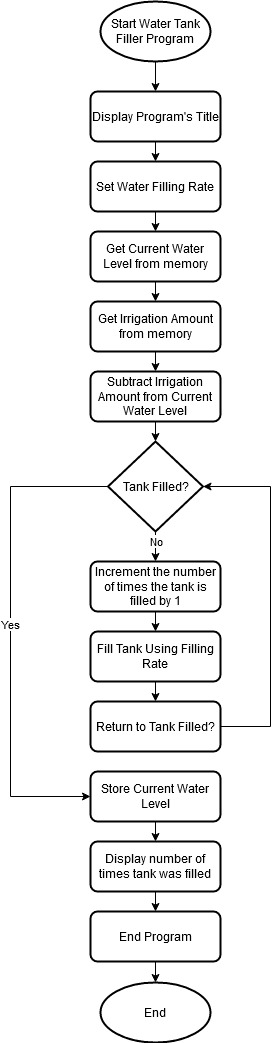 Start Water Tank
Filler Program
Display Program's Title
Set Water Filling Rate
Get Current Water
Level from memory
Get Irrigation Amount
from memory
Subtract Irrigation
Amount from Current
Water Level
Tank Filled?
No
Increment the number
of times the tank is
filled by 1
Yes
Fill Tank Using Filling
Rate
Return to Tank Filled?
Store Current Water
Level
Display number of
times tank was filled
End Program
End